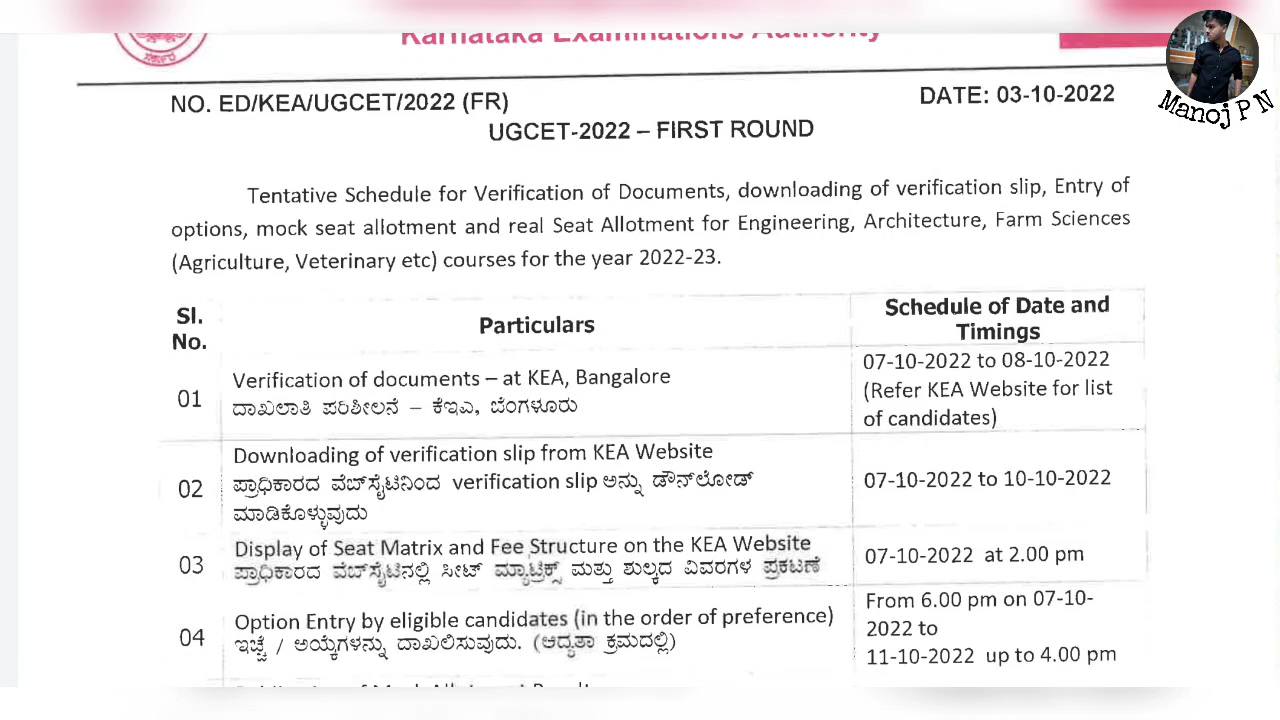 Karnataka Examinations Authority
Manoj P N
NO. ED/KEA/UGCET/2022 (FR)
DATE: 03-10-2022
UGCET-2022 – FIRST ROUND
Tentative Schedule for Verification of Documents, downloading of verification slip, Entry of
options, mock seat allotment and real Seat Allotment for Engineering, Architecture, Farm Sciences
(Agriculture, Veterinary etc) courses for the year 2022-23.
Sl.
No.
Particulars
Schedule of Date and
Timings
01
Verification of documents – at KEA, Bangalore
ದಾಖಲಾತಿ ಪರಿಶೀಲನೆ – ಕೆಇಎ, ಬೆಂಗಳೂರು
07-10-2022 to 08-10-2022
(Refer KEA Website for list
of candidates)
02
Downloading of verification slip from KEA Website
ಪ್ರಾಧಿಕಾರದ ವೆಬ್‌ಸೈಟಿನಿಂದ verification slip ಅನ್ನು ಡೌನ್‌ಲೋಡ್
ಮಾಡಿಕೊಳ್ಳುವುದು
07-10-2022 to 10-10-2022
03
Display of Seat Matrix and Fee Structure on the KEA Website
ಪ್ರಾಧಿಕಾರದ ವೆಬ್‌ಸೈಟಿನಲ್ಲಿ ಸೀಟ್ ಮ್ಯಾಟ್ರಿಕ್ಸ್ ಮತ್ತು ಶುಲ್ಕದ ವಿವರಗಳ ಪ್ರಕಟಣೆ
07-10-2022 at 2.00 pm
04
Option Entry by eligible candidates (in the order of preference)
ಇಚ್ಛೆ / ಆಯ್ಕೆಗಳನ್ನು ದಾಖಲಿಸುವುದು. (ಆದ್ಯತಾ ಕ್ರಮದಲ್ಲಿ)
From 6.00 pm on 07-10-
2022 to
11-10-2022 up to 4.00 pm